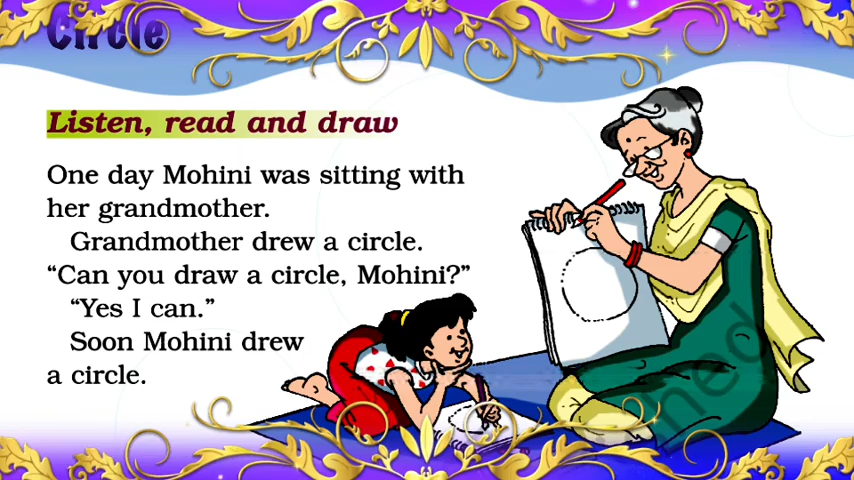 Circle
Listen, read and draw
One day Mohini was sitting with
her grandmother.
Grandmother drew a circle.
“Can you draw a circle, Mohini?”
“Yes I can.”
Soon Mohini drew
a circle.